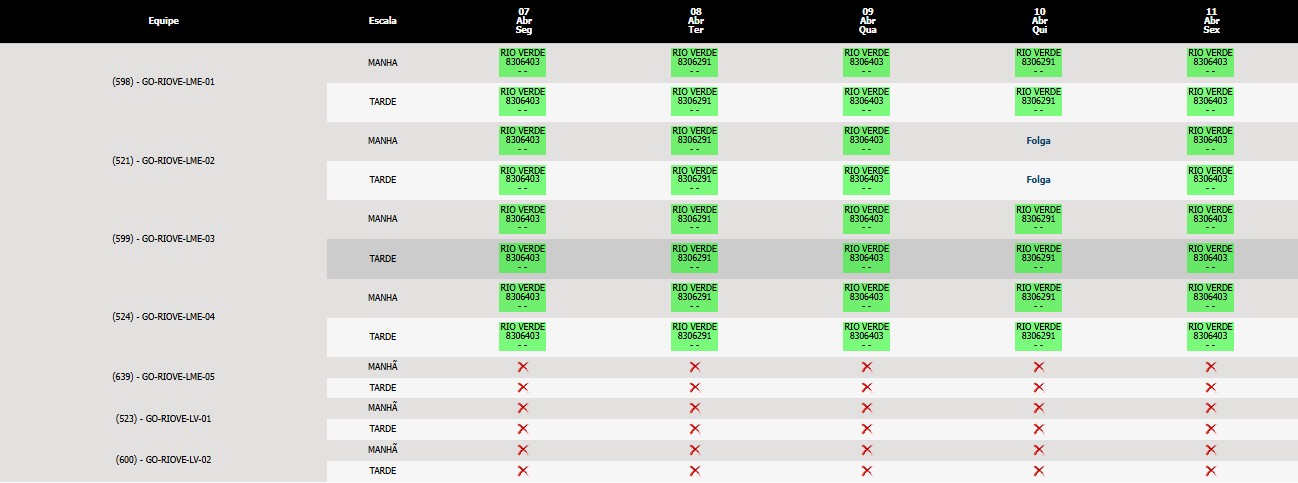 Equipe Escala 07 Abr Seg 08 Abr Ter 09 Abr Qua 10 Abr Qui 11 Abr Sex
(598) - GO-RIOVE-LME-01
MANHA
RIO VERDE RIO VERDE RIO VERDE RIO VERDE RIO VERDE
8306403 8306291 8306403 8306291 8306403
- - - - - - - - - -
TARDE
RIO VERDE RIO VERDE RIO VERDE RIO VERDE RIO VERDE
8306403 8306291 8306403 8306291 8306403
- - - - - - - - - -
(521) - GO-RIOVE-LME-02
MANHA
RIO VERDE RIO VERDE RIO VERDE Folga RIO VERDE
8306403 8306291 8306403 8306403
- - - - - - - -
TARDE
RIO VERDE RIO VERDE RIO VERDE Folga RIO VERDE
8306403 8306291 8306403 8306403
- - - - - - - -
(599) - GO-RIOVE-LME-03
MANHA
RIO VERDE RIO VERDE RIO VERDE RIO VERDE RIO VERDE
8306403 8306291 8306403 8306291 8306403
- - - - - - - - - -
TARDE
RIO VERDE RIO VERDE RIO VERDE RIO VERDE RIO VERDE
8306403 8306291 8306403 8306291 8306403
- - - - - - - - - -
(524) - GO-RIOVE-LME-04
MANHA
RIO VERDE RIO VERDE RIO VERDE RIO VERDE RIO VERDE
8306403 8306291 8306403 8306291 8306403
- - - - - - - - - -
TARDE
RIO VERDE RIO VERDE RIO VERDE RIO VERDE RIO VERDE
8306403 8306291 8306403 8306291 8306403
- - - - - - - - - -
(639) - GO-RIOVE-LME-05
MANHÃ
TARDE
(523) - GO-RIOVE-LV-01
MANHÃ
TARDE
(600) - GO-RIOVE-LV-02
MANHÃ
TARDE